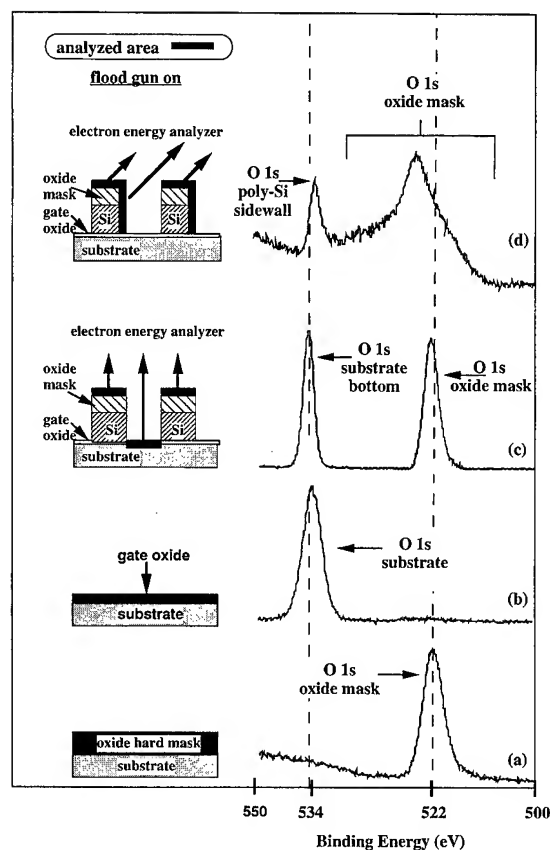 analyzed area
flood gun on
electron energy analyzer
oxide
mask
gate
oxide
Si
Si
substrate
O 1s
oxide mask
O 1s
poly-Si
sidewall
(d)
electron energy analyzer
oxide
mask
gate
oxide
Si
Si
substrate
O 1s
substrate
bottom
O 1s
oxide mask
(c)
gate oxide
substrate
O 1s
substrate
(b)
oxide hard mask
substrate
O 1s
oxide mask
(a)
550 534 522 500
Binding Energy (eV)